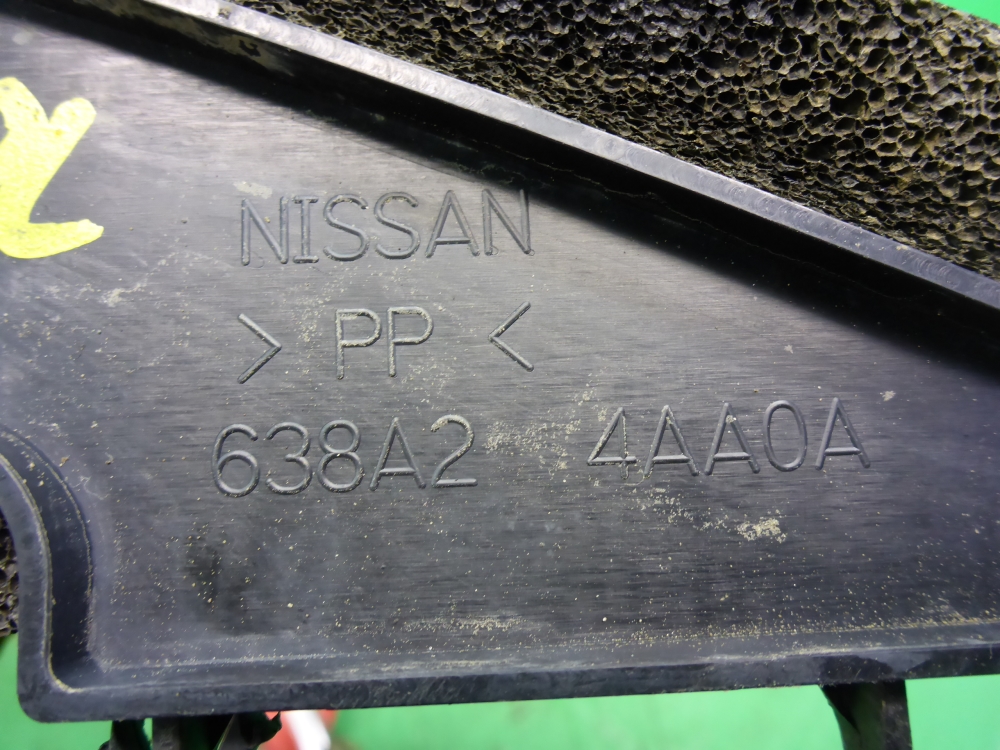 NISSAN
> PP <
638A2 4AA0A